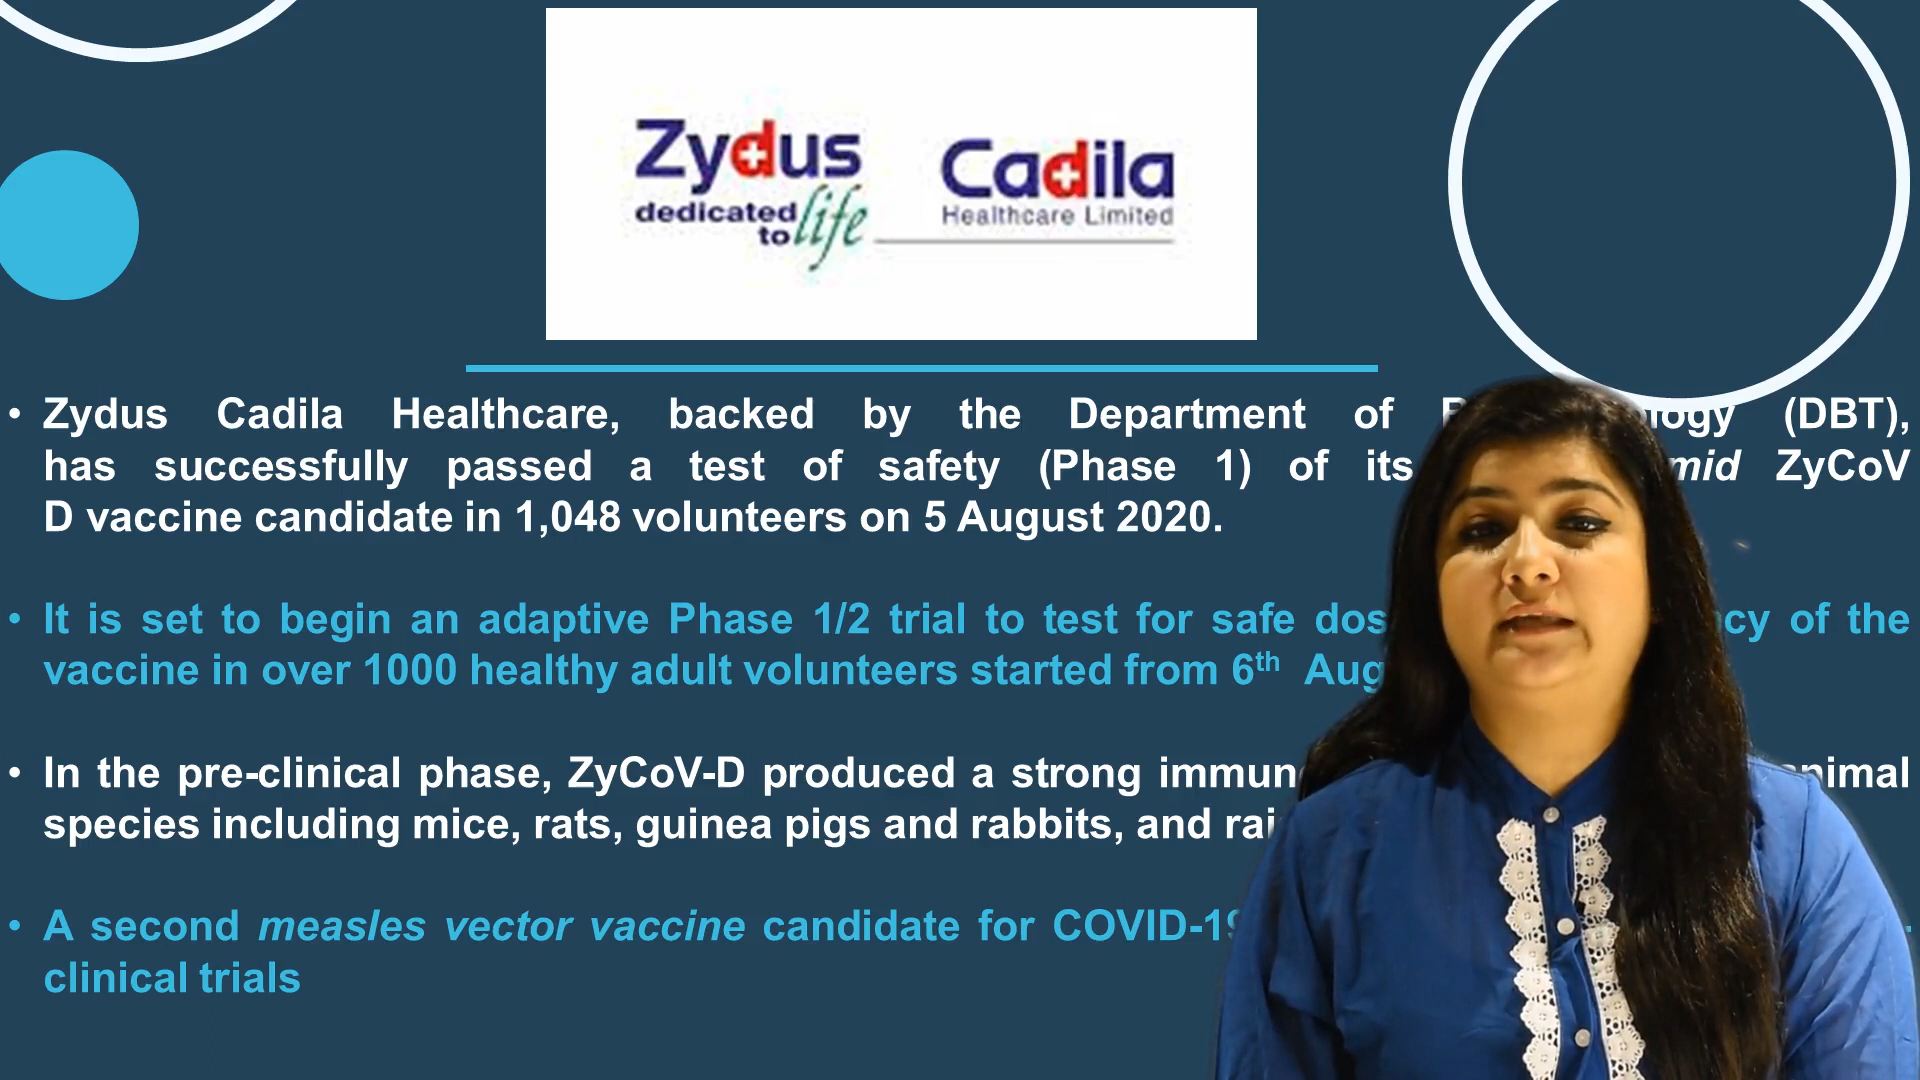 Zydus
dedicated
to life
Cadila
Healthcare Limited
• Zydus Cadila Healthcare, backed by the Department of (DBT),
has successfully passed a test of safety (Phase 1) of its ZyCoV
D vaccine candidate in 1,048 volunteers on 5 August 2020.
• It is set to begin an adaptive Phase 1/2 trial to test for safe of the
vaccine in over 1000 healthy adult volunteers started from 6th
• In the pre-clinical phase, ZyCoV-D produced a strong animal
species including mice, rats, guinea pigs and rabbits, and
• A second measles vector vaccine candidate for COVID-19
clinical trials